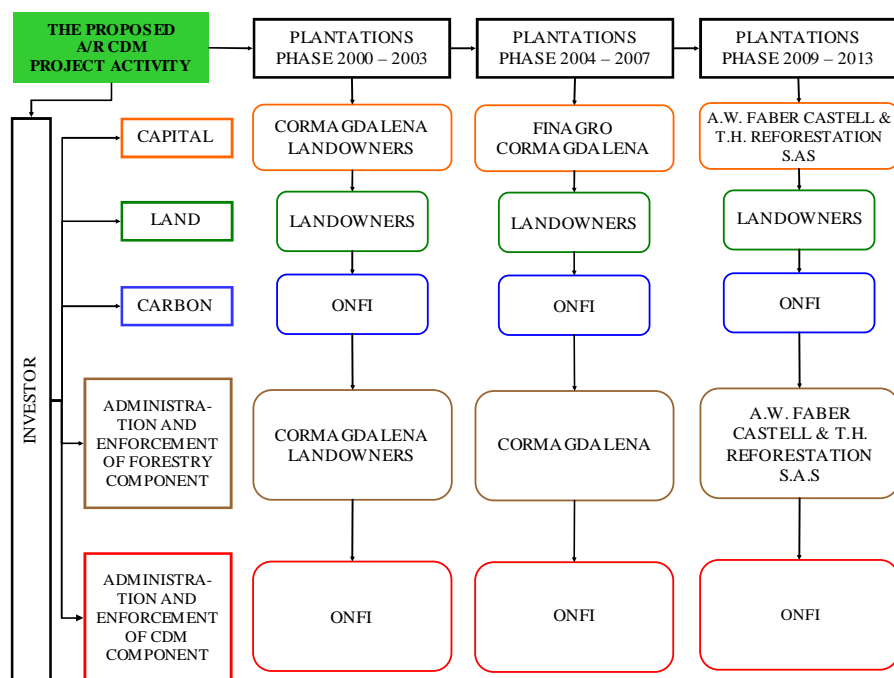 THE PROPOSED
A/R CDM
PROJECT ACTIVITY
PLANTATIONS
PHASE 2000 – 2003
PLANTATIONS
PHASE 2004 – 2007
PLANTATIONS
PHASE 2009 – 2013
INVESTOR
CAPITAL
CORMAGDALENA
LANDOWNERS
FINAGRO
CORMAGDALENA
A.W. FABER CASTELL &
T.H. REFORESTATION
S.AS
LAND
LANDOWNERS
LANDOWNERS
LANDOWNERS
CARBON
ONFI
ONFI
ONFI
ADMINISTRA-
TION AND
ENFORCEMENT
OF FORESTRY
COMPONENT
CORMAGDALENA
LANDOWNERS
CORMAGDALENA
A.W. FABER
CASTELL & T.H.
REFORESTATION
S.A.S
ADMINISTRA-
TION AND
ENFORCEMENT
OF CDM
COMPONENT
ONFI
ONFI
ONFI